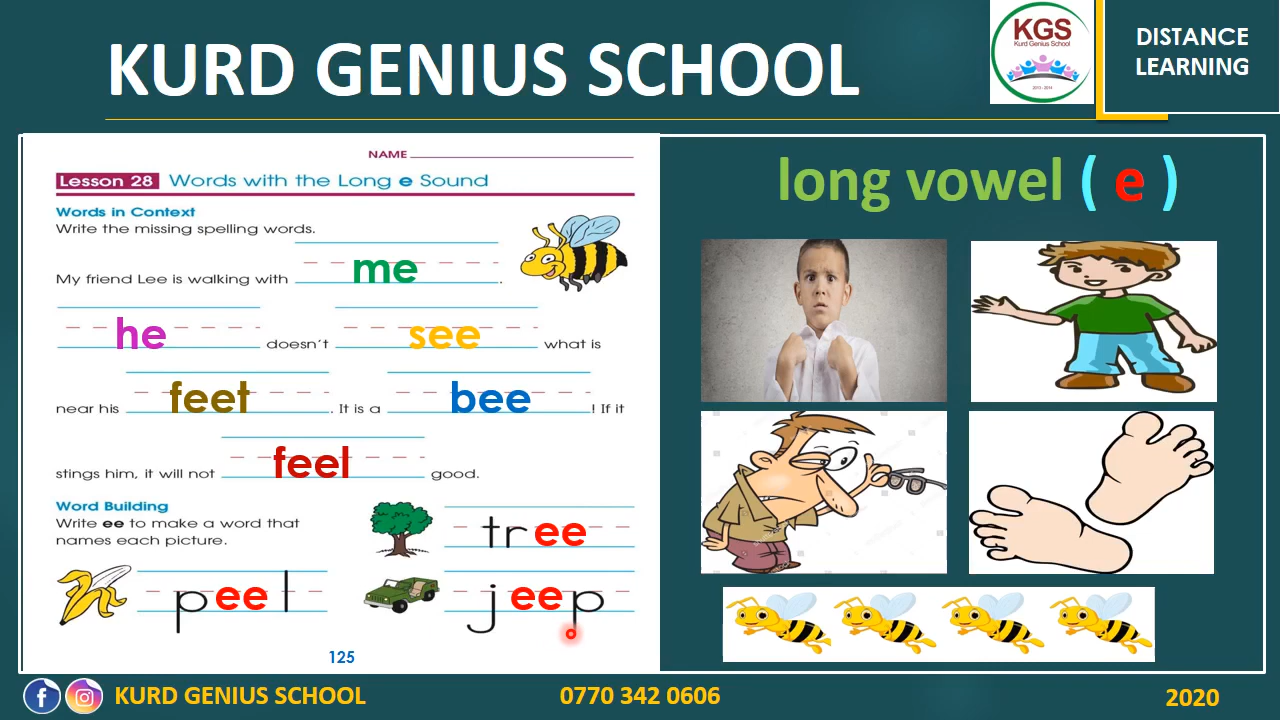 KURD GENIUS SCHOOL
KGS
Kurd Genius School
DISTANCE
LEARNING
NAME
Lesson 28 Words with the Long e Sound
Words in Context
Write the missing spelling words.
My friend Lee is walking with me.
he doesn't see what is
near his feet. It is a bee! If it
stings him, it will not feel good.
Word Building
Write ee to make a word that
names each picture.
tree
peel jeep
125
long vowel ( e )
KURD GENIUS SCHOOL 0770 342 0606 2020